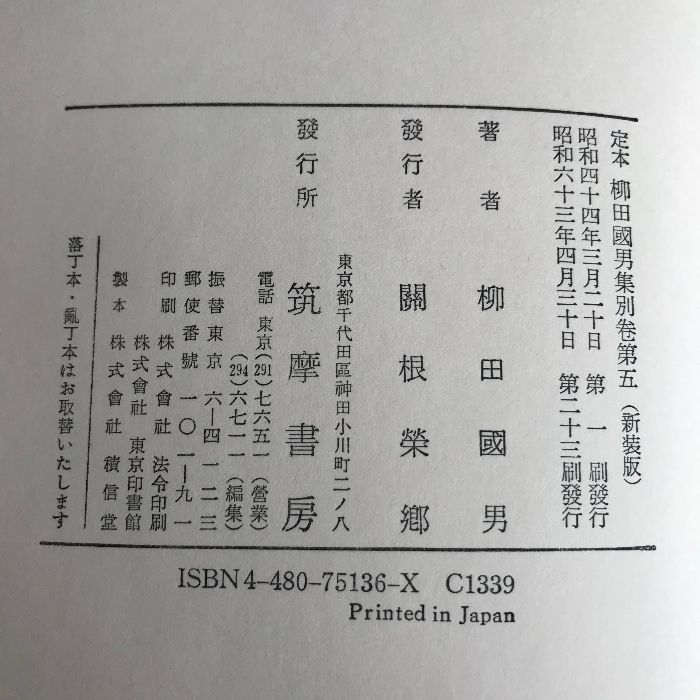 定本 柳田國男集別卷第五（新装版）
昭和四十四年三月二十日 第一刷發行
昭和六十三年四月三十日 第二十三刷發行
著者 柳田國男
發行者 關根榮郷
發行所 筑摩書房
東京都千代田區神田小川町二ノ八
電話 東京(291)七六五一（営業）
(294)六七一一（編集）
振替東京 六―四一二三
郵便番號 一〇一―九一
印刷 株式會社 法令印刷
株式會社 東京印書館
製本 株式會社 積信堂
落丁本・亂丁本はお取替いたします
ISBN4-480-75136-X C1339
Printed in Japan